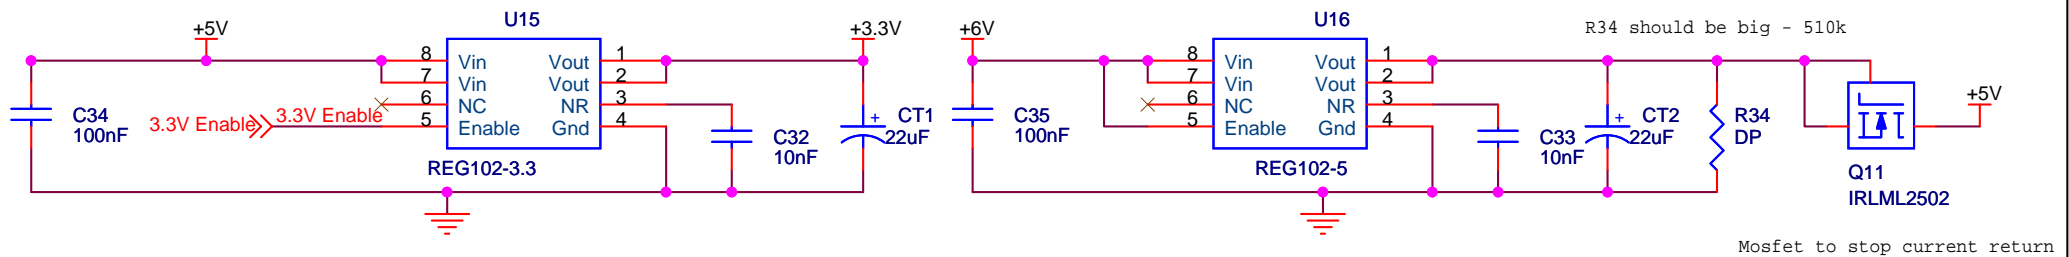 U15
U16
R34 should be big - 510k
+5V
+3.3V
+6V
8 Vin Vout 1
7 Vin Vout 2
6 NC NR 3
5 Enable Gnd 4
C34
100nF
3.3V Enable
3.3V Enable
C32
10nF
CT1
22uF
REG102-3.3
8 Vin Vout 1
7 Vin Vout 2
6 NC NR 3
5 Enable Gnd 4
C35
100nF
C33
10nF
CT2
22uF
R34
DP
+5V
REG102-5
Q11
IRLML2502
Mosfet to stop current return